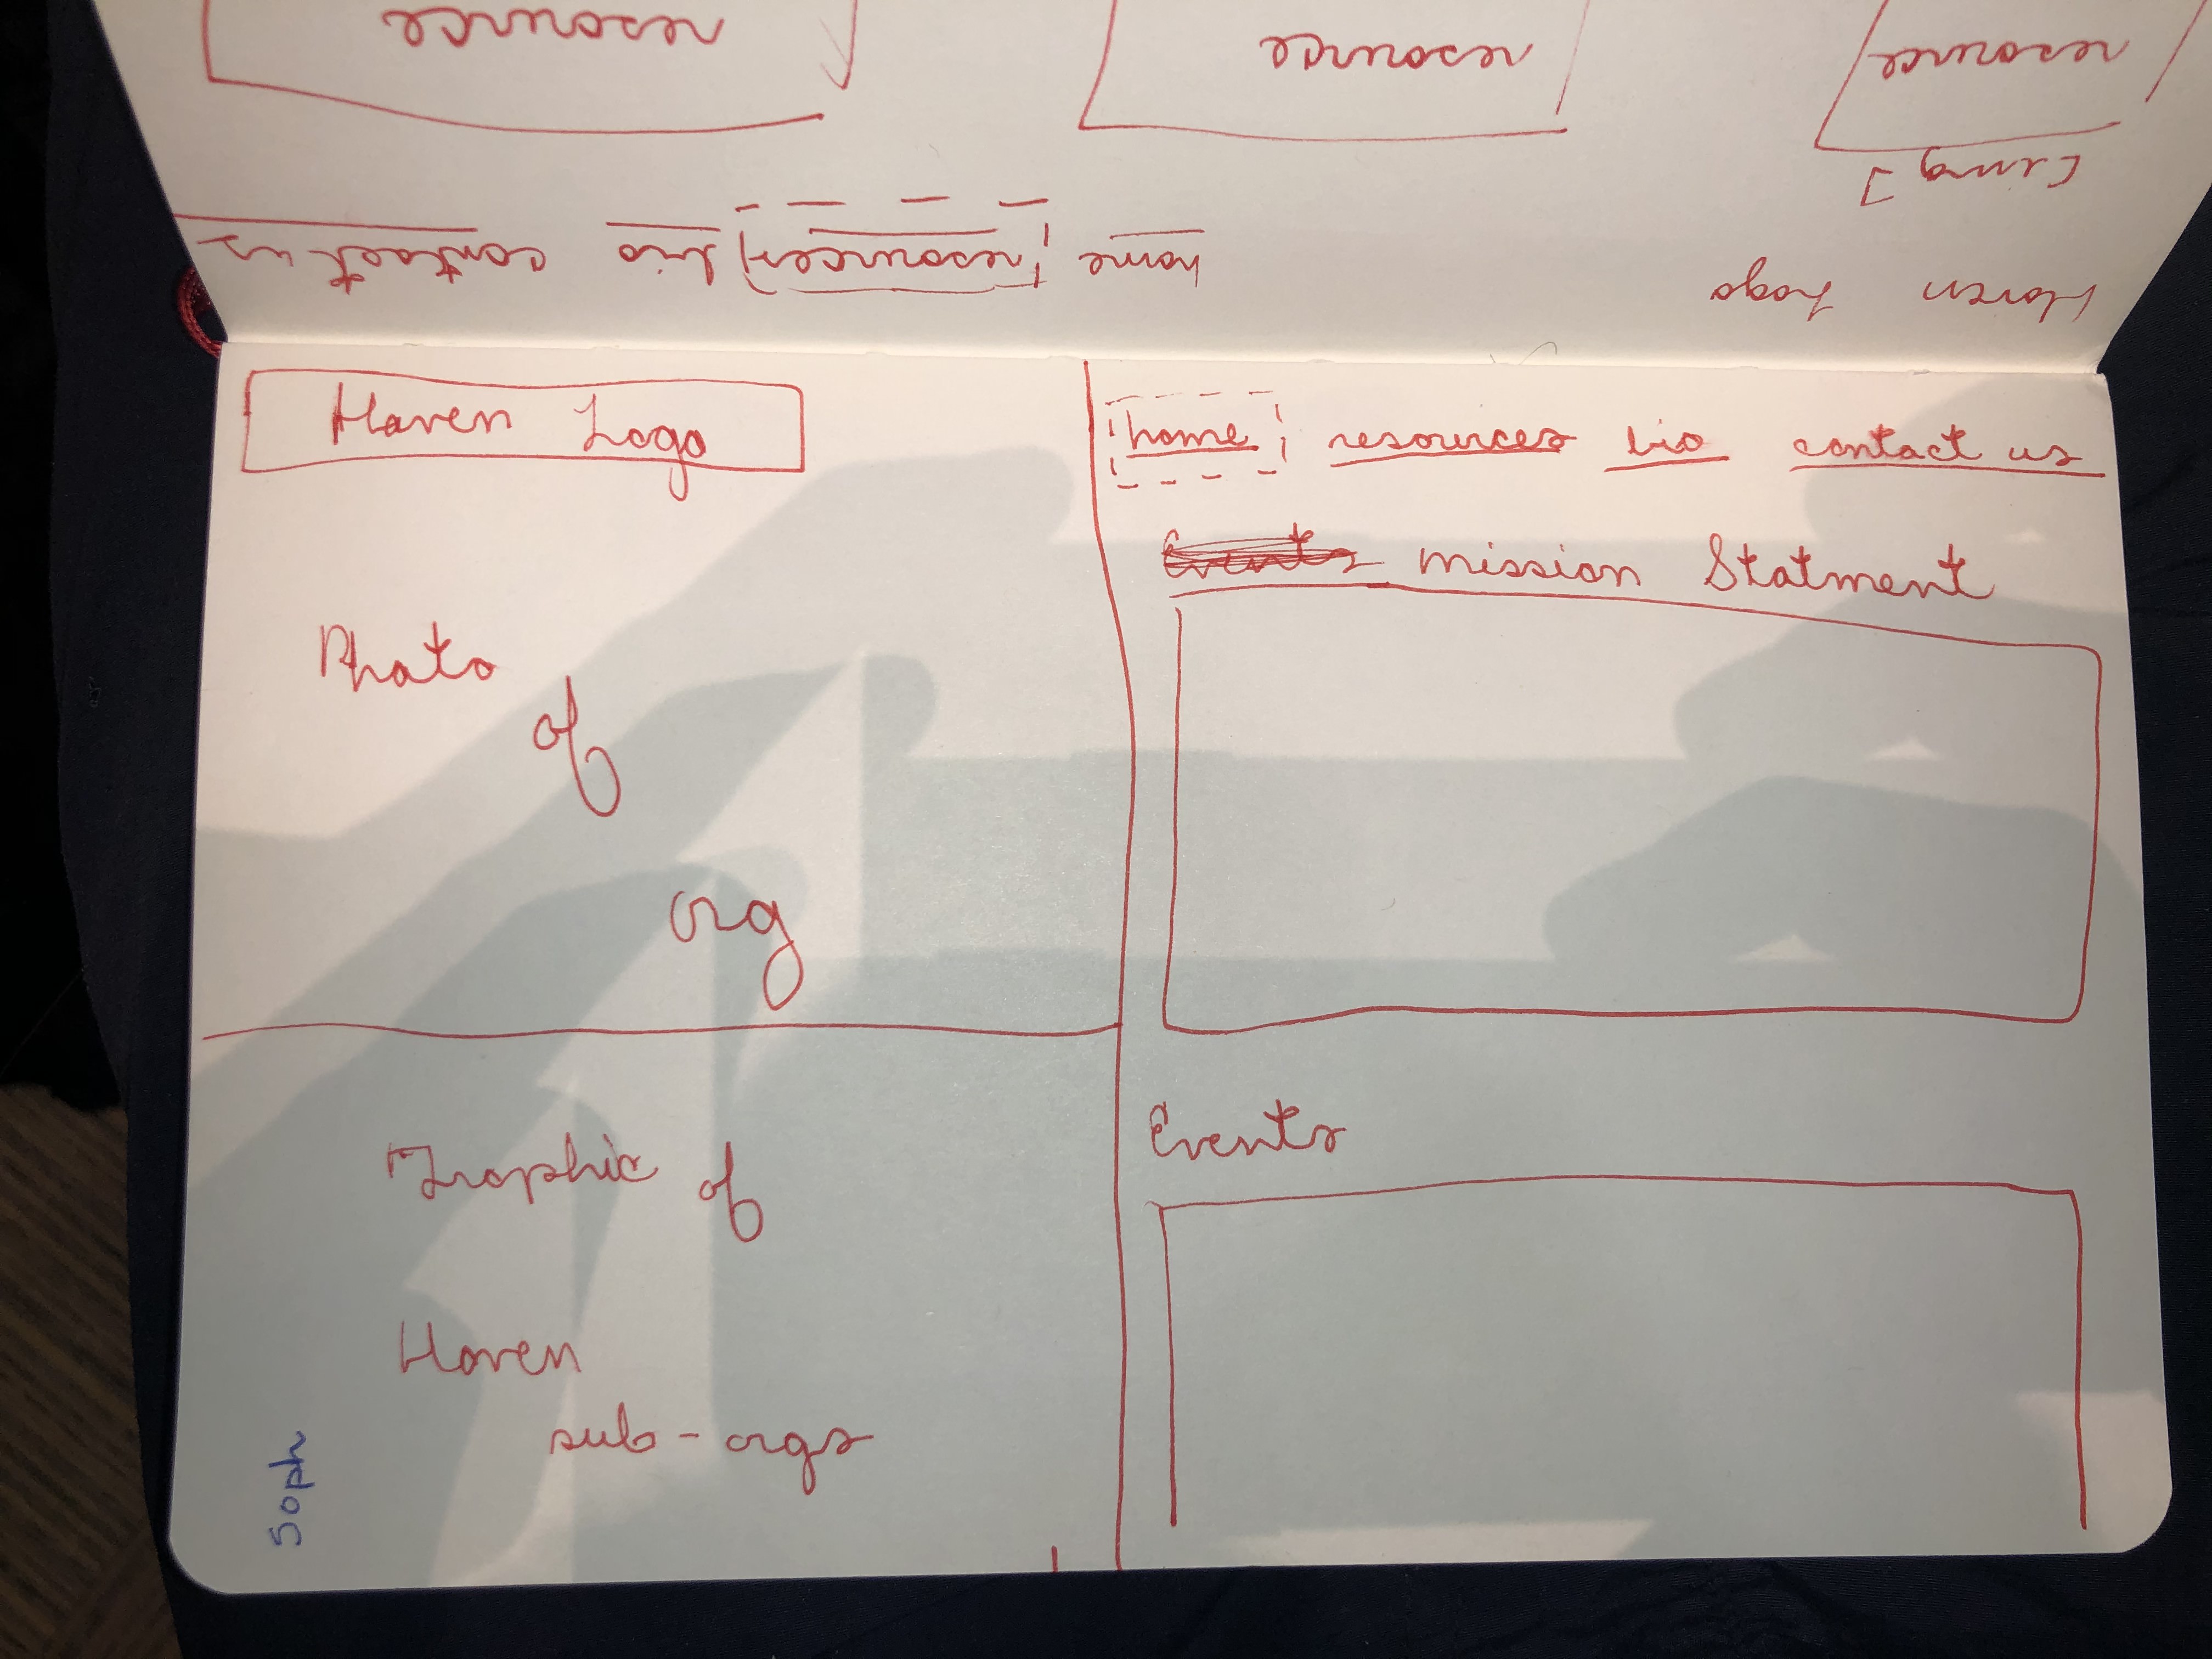 Haven Logo
home resources bio contact us
Events mission Statment
Photo
of
org
Graphic of
Haven
sub-orgs
Events
Soph
contact us bio resources home
Haven Logo
[img]
resource
resource
resource